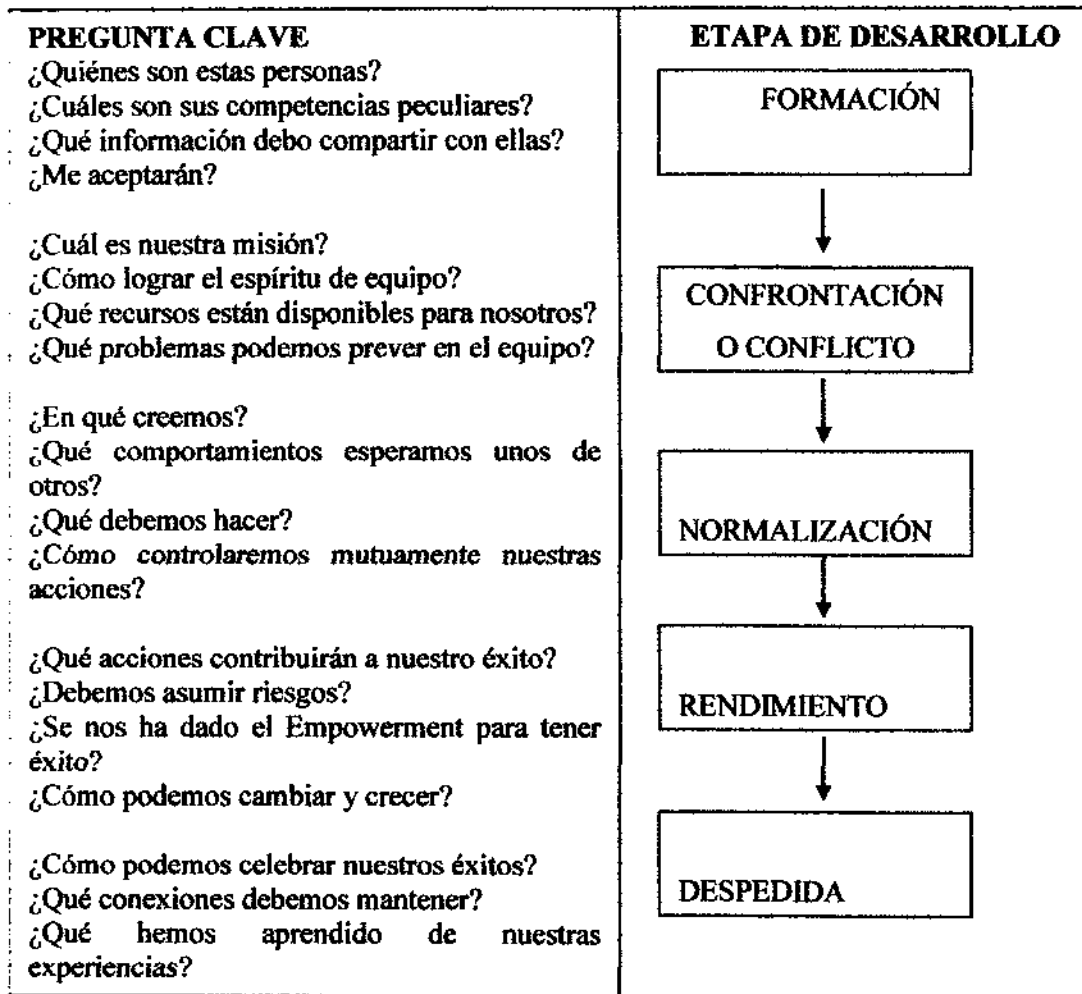 PREGUNTA CLAVE
¿Quiénes son estas personas?
¿Cuáles son sus competencias peculiares?
¿Qué información debo compartir con ellas?
¿Me aceptarán?
¿Cuál es nuestra misión?
¿Cómo lograr el espíritu de equipo?
¿Qué recursos están disponibles para nosotros?
¿Qué problemas podemos prever en el equipo?
¿En qué creemos?
¿Qué comportamientos esperamos unos de
otros?
¿Qué debemos hacer?
¿Cómo controlaremos mutuamente nuestras
acciones?
¿Qué acciones contribuirán a nuestro éxito?
¿Debemos asumir riesgos?
¿Se nos ha dado el Empowerment para tener
éxito?
¿Cómo podemos cambiar y crecer?
¿Cómo podemos celebrar nuestros éxitos?
¿Qué conexiones debemos mantener?
¿Qué hemos aprendido de nuestras
experiencias?
ETAPA DE DESARROLLO
FORMACIÓN
CONFRONTACIÓN
O CONFLICTO
NORMALIZACIÓN
RENDIMIENTO
DESPEDIDA